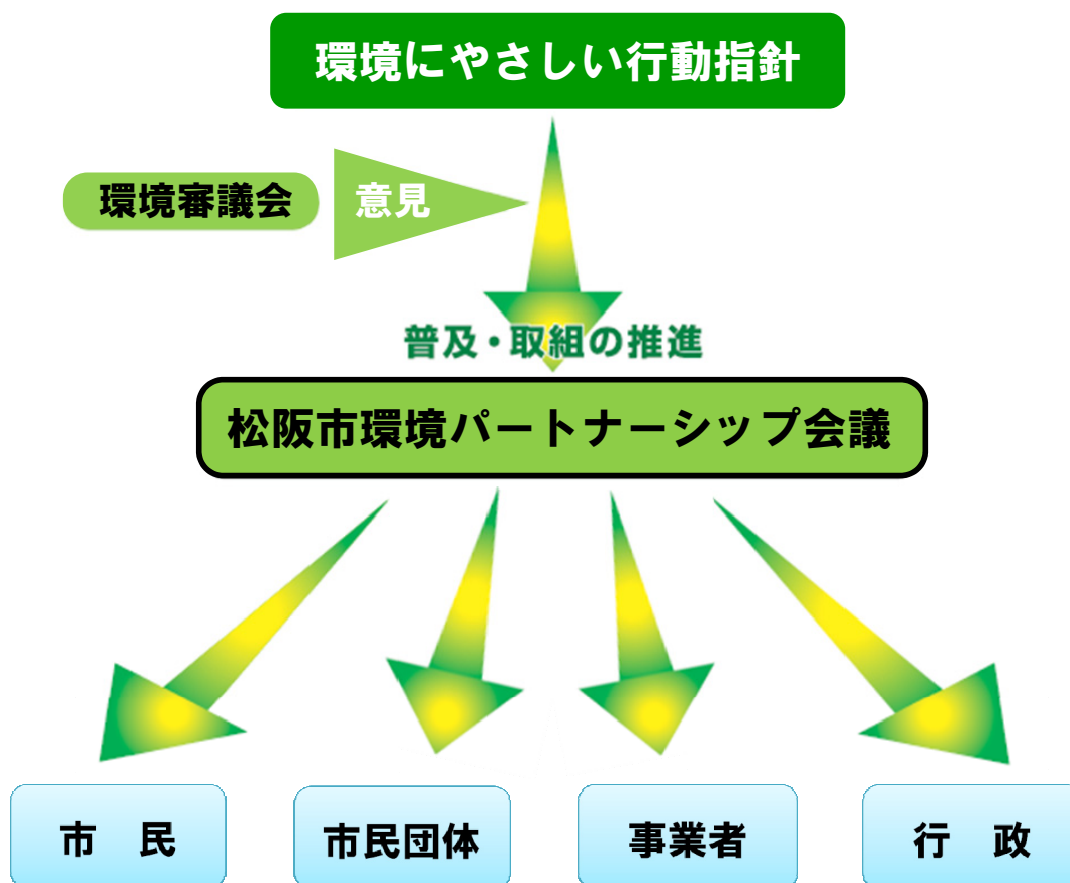 環境にやさしい行動指針
環境審議会
意見
普及・取組の推進
松阪市環境パートナーシップ会議
市　民
市民団体
事業者
行　政